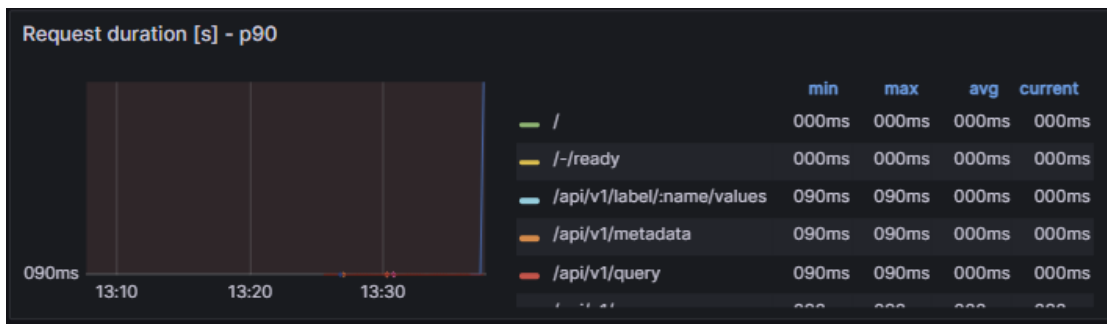 Request duration [s] - p90
min max avg current
/ 000ms 000ms 000ms 000ms
/-/ready 000ms 000ms 000ms 000ms
/api/v1/label/:name/values 090ms 090ms 000ms 000ms
/api/v1/metadata 090ms 090ms 000ms 000ms
/api/v1/query 090ms 090ms 000ms 000ms
090ms
13:10 13:20 13:30